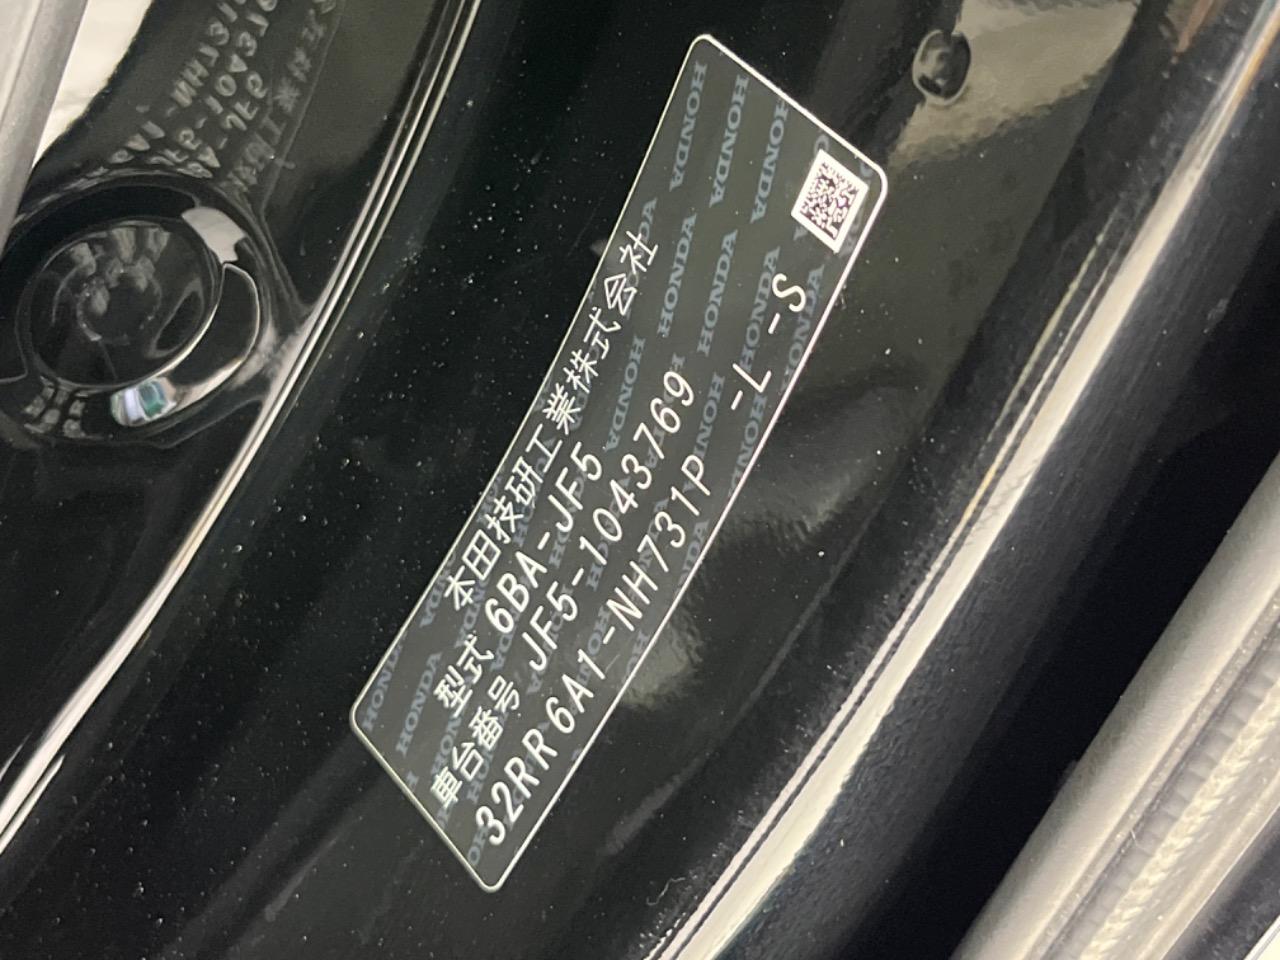 本田技研工業株式会社
型式 6BA-JF5
車台番号 JF5-1043769
32RR6A1-NH731P -L-S
HONDA